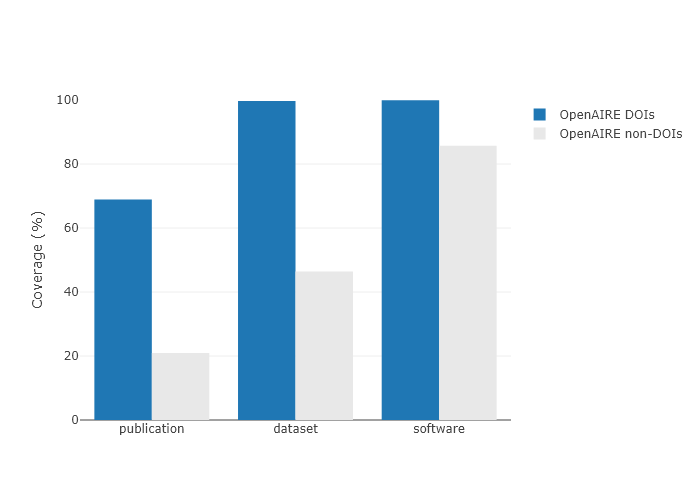 100
80
60
40
20
0
Coverage (%)
publication
dataset
software
OpenAIRE DOIs
OpenAIRE non-DOIs